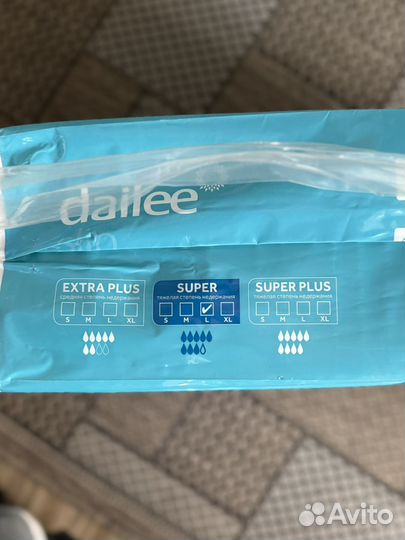 dailee
EXTRA PLUS
средняя степень недержания
S M L XL
SUPER
тяжелая степень недержания
S M L XL
SUPER PLUS
тяжелая степень недержания
S M L XL
Avito